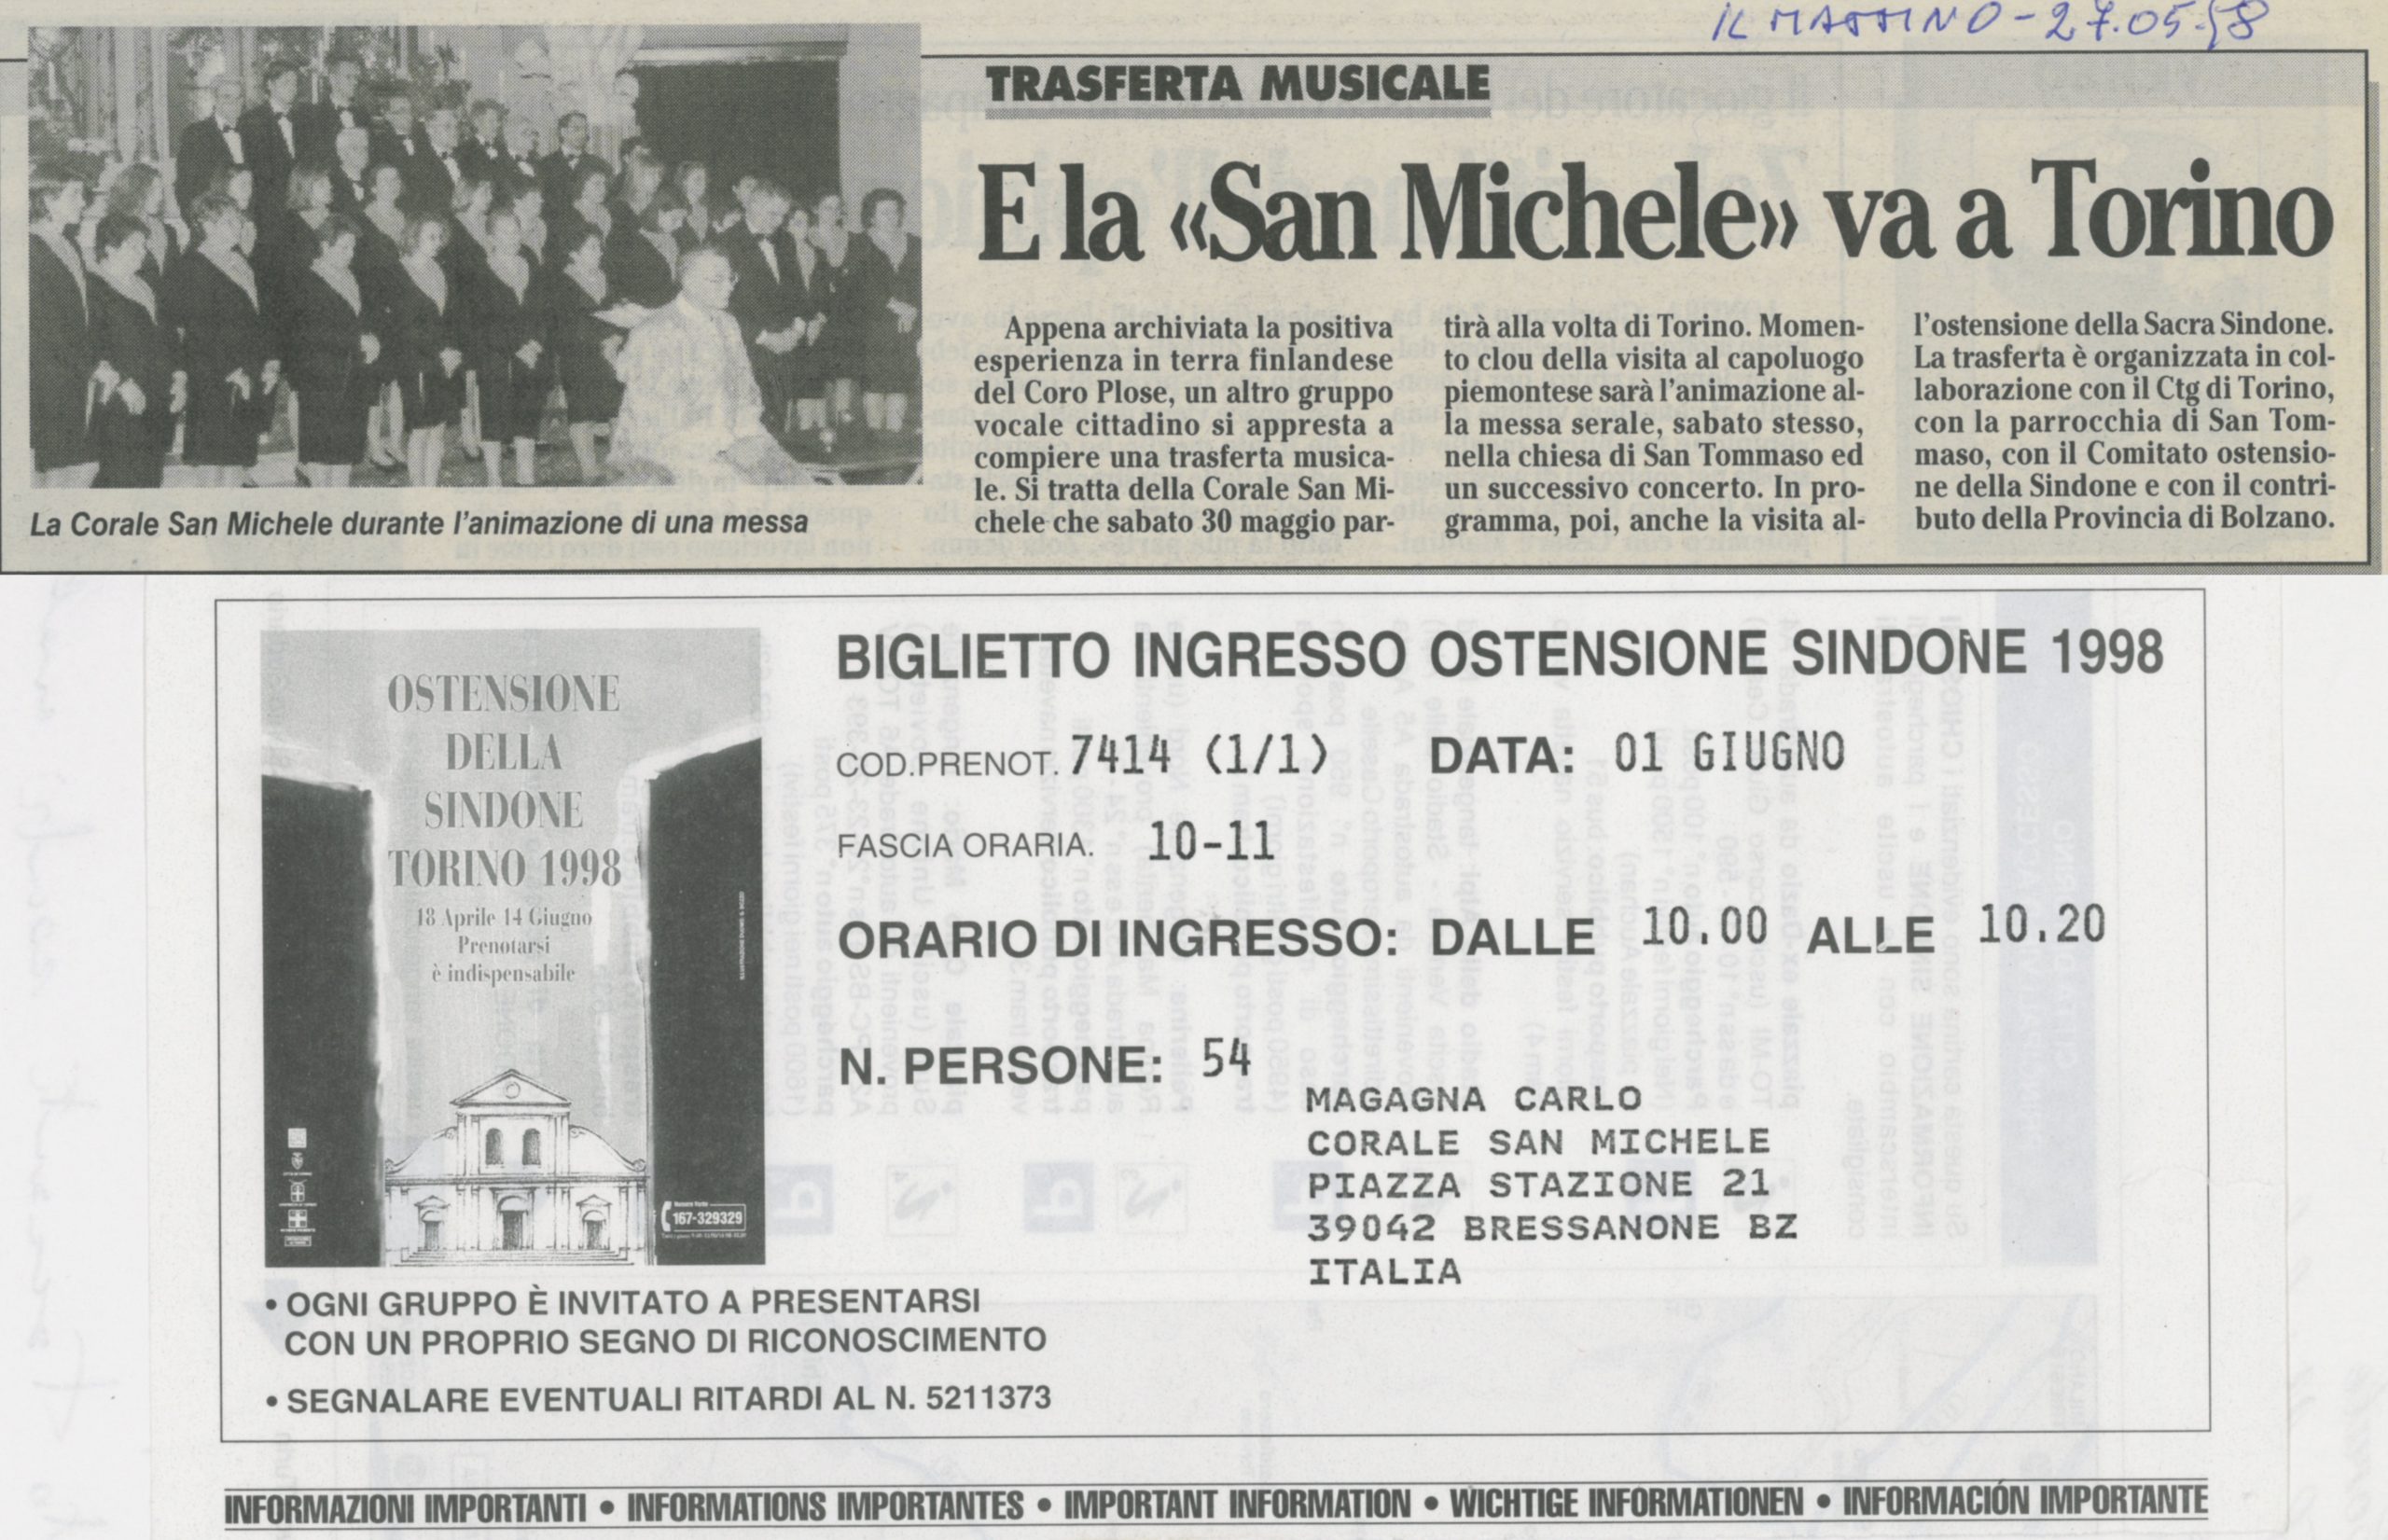 IL MATTINO - 27.05.98
TRASFERTA MUSICALE
E la «San Michele» va a Torino
Appena archiviata la positiva
esperienza in terra finlandese
del Coro Plose, un altro gruppo
vocale cittadino si appresta a
compiere una trasferta musica-
le. Si tratta della Corale San Mi-
chele che sabato 30 maggio par-
tirà alla volta di Torino. Momen-
to clou della visita al capoluogo
piemontese sarà l'animazione al-
la messa serale, sabato stesso,
nella chiesa di San Tommaso ed
un successivo concerto. In pro-
gramma, poi, anche la visita al-
l'ostensione della Sacra Sindone.
La trasferta è organizzata in col-
laborazione con il Ctg di Torino,
con la parrocchia di San Tom-
maso, con il Comitato ostensio-
ne della Sindone e con il contri-
buto della Provincia di Bolzano.
La Corale San Michele durante l'animazione di una messa
OSTENSIONE
DELLA
SINDONE
TORINO 1998
18 Aprile 14 Giugno
Prenotarsi
è indispensabile
Numero Verde
167-329329
BIGLIETTO INGRESSO OSTENSIONE SINDONE 1998
COD.PRENOT. 7414 (1/1) DATA: 01 GIUGNO
FASCIA ORARIA. 10-11
ORARIO DI INGRESSO: DALLE 10.00 ALLE 10.20
N. PERSONE: 54
MAGAGNA CARLO
CORALE SAN MICHELE
PIAZZA STAZIONE 21
39042 BRESSANONE BZ
ITALIA
• OGNI GRUPPO È INVITATO A PRESENTARSI
CON UN PROPRIO SEGNO DI RICONOSCIMENTO
• SEGNALARE EVENTUALI RITARDI AL N. 5211373
INFORMAZIONI IMPORTANTI • INFORMATIONS IMPORTANTES • IMPORTANT INFORMATION • WICHTIGE INFORMATIONEN • INFORMACIÓN IMPORTANTE